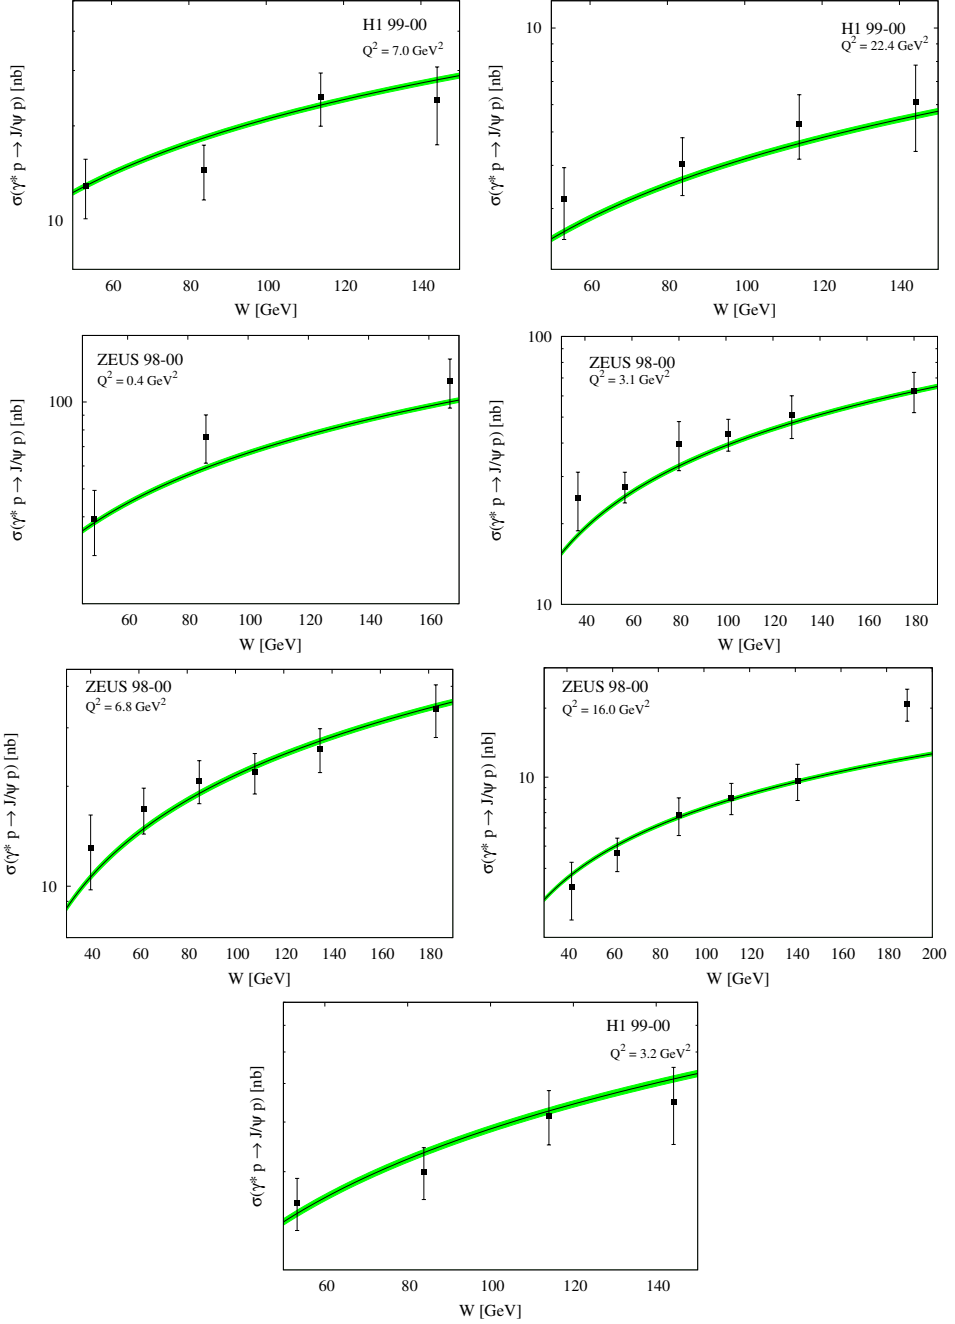 H1 99-00
Q² = 7.0 GeV²
σ(γ* p → J/ψ p) [nb]
10
60 80 100 120 140
W [GeV]
H1 99-00
Q² = 22.4 GeV²
σ(γ* p → J/ψ p) [nb]
10
60 80 100 120 140
W [GeV]
ZEUS 98-00
Q² = 0.4 GeV²
σ(γ* p → J/ψ p) [nb]
100
60 80 100 120 140 160
W [GeV]
ZEUS 98-00
Q² = 3.1 GeV²
σ(γ* p → J/ψ p) [nb]
100
10
40 60 80 100 120 140 160 180
W [GeV]
ZEUS 98-00
Q² = 6.8 GeV²
σ(γ* p → J/ψ p) [nb]
10
40 60 80 100 120 140 160 180
W [GeV]
ZEUS 98-00
Q² = 16.0 GeV²
σ(γ* p → J/ψ p) [nb]
10
40 60 80 100 120 140 160 180 200
W [GeV]
H1 99-00
Q² = 3.2 GeV²
σ(γ* p → J/ψ p) [nb]
60 80 100 120 140
W [GeV]